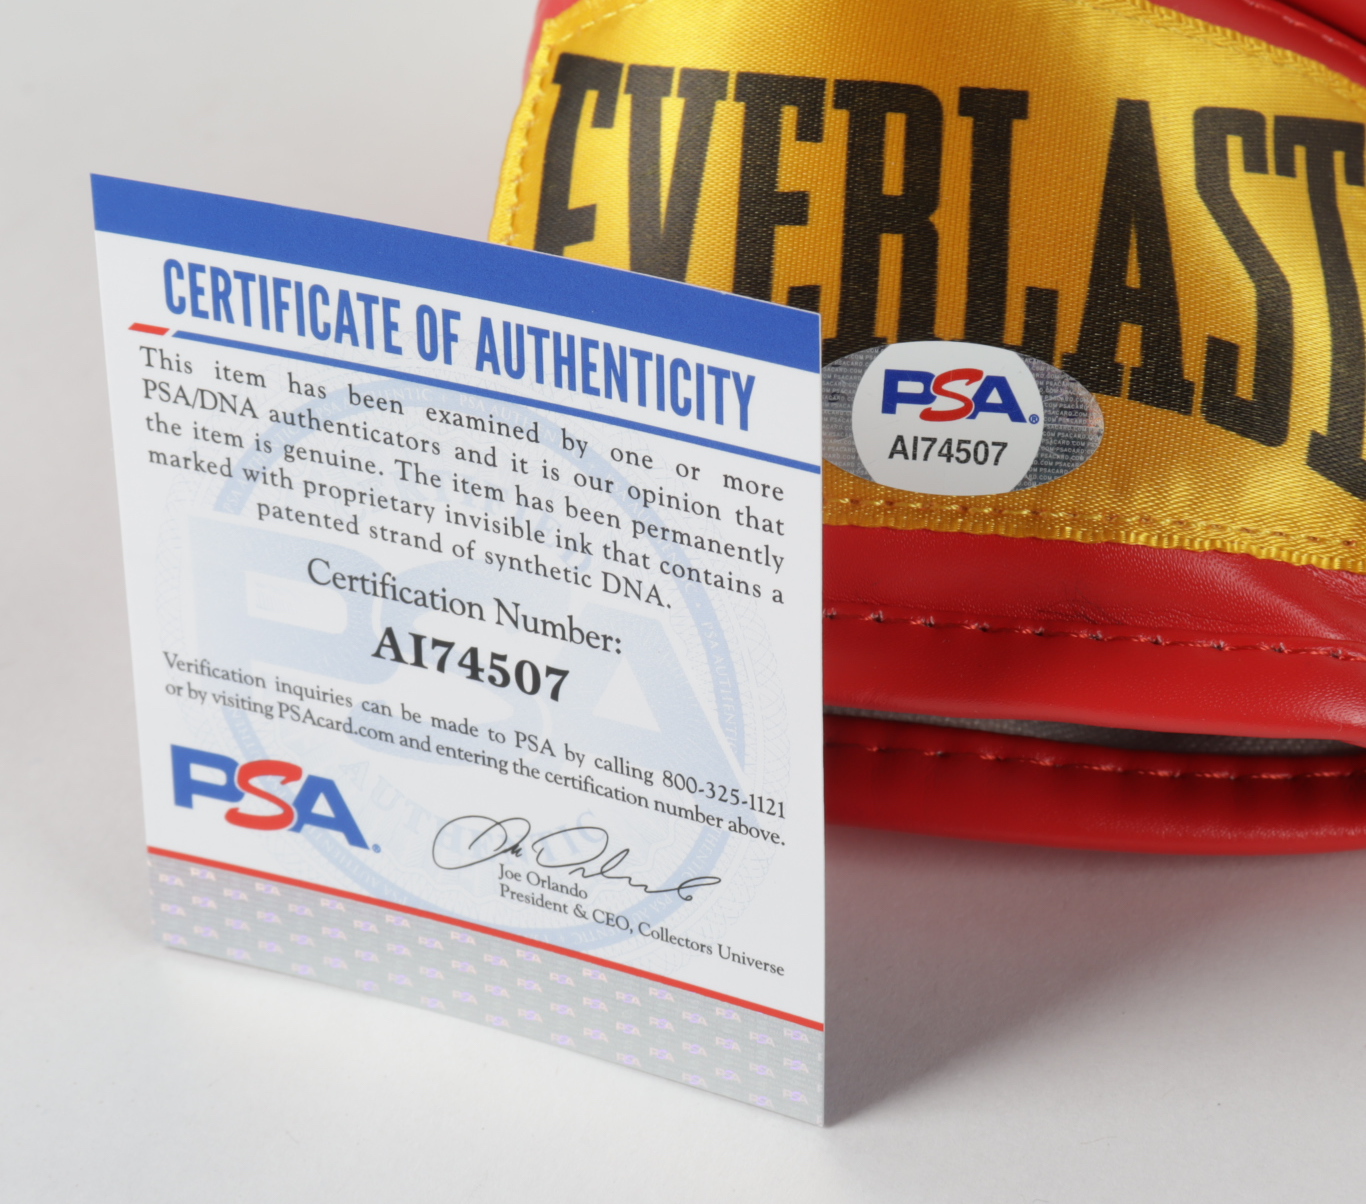 EVERLAST
PSA
AI74507
CERTIFICATE OF AUTHENTICITY
This item has been examined by one or more
PSA/DNA authenticators and it is our opinion that
the item is genuine. The item has been permanently
marked with proprietary invisible ink that contains a
patented strand of synthetic DNA.
Certification Number:
AI74507
Verification inquiries can be made to PSA by calling 800-325-1121
or by visiting PSAcard.com and entering the certification number above.
PSA
Joe Orlando
President & CEO, Collectors Universe